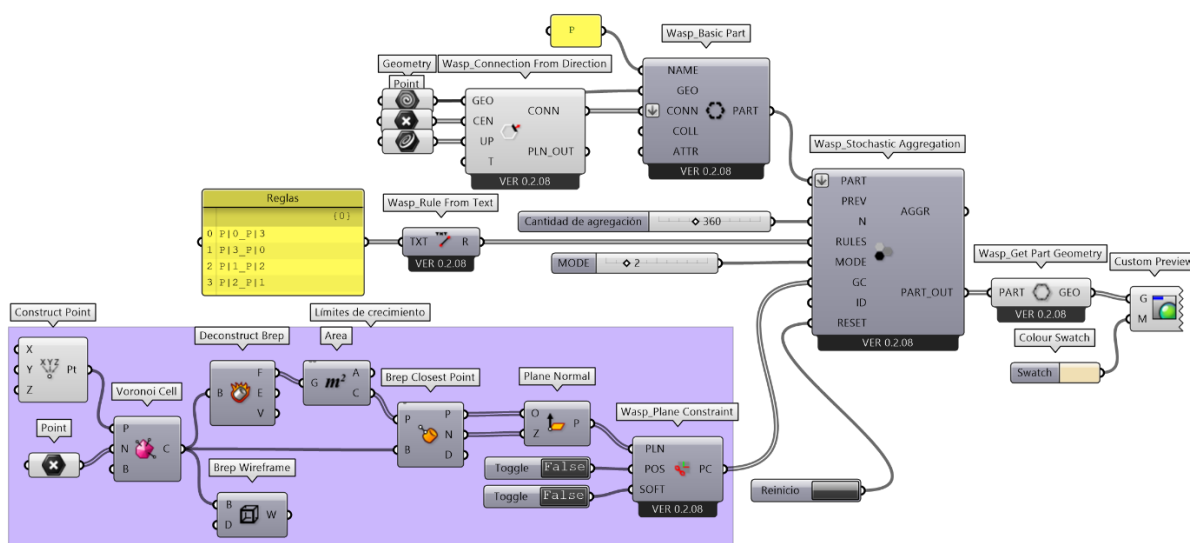 P
Wasp_Basic Part
NAME
GEO
CONN
COLL
ATTR
PART
VER 0.2.08
Geometry
Point
Wasp_Connection From Direction
GEO
CEN
UP
T
CONN
PLN_OUT
VER 0.2.08
Wasp_Stochastic Aggregation
PART
PREV
N
RULES
MODE
GC
ID
RESET
AGGR
PART_OUT
VER 0.2.08
Reglas
{0}
0 P|0_P|3
1 P|3_P|0
2 P|1_P|2
3 P|2_P|1
Wasp_Rule From Text
TXT
TXT
R
VER 0.2.08
Cantidad de agregación
360
MODE
2
Wasp_Get Part Geometry
PART
GEO
VER 0.2.08
Custom Preview
G
M
Colour Swatch
Swatch
Construct Point
X
Y
Z
XYZ
Pt
Voronoi Cell
P
N
B
C
Point
Deconstruct Brep
B
F
E
V
Brep Wireframe
B
D
W
Límites de crecimiento
Area
G
m²
A
C
Brep Closest Point
P
B
P
N
D
Plane Normal
O
Z
P
Wasp_Plane Constraint
PLN
POS
SOFT
PC
VER 0.2.08
Toggle
False
Toggle
False
Reinicio